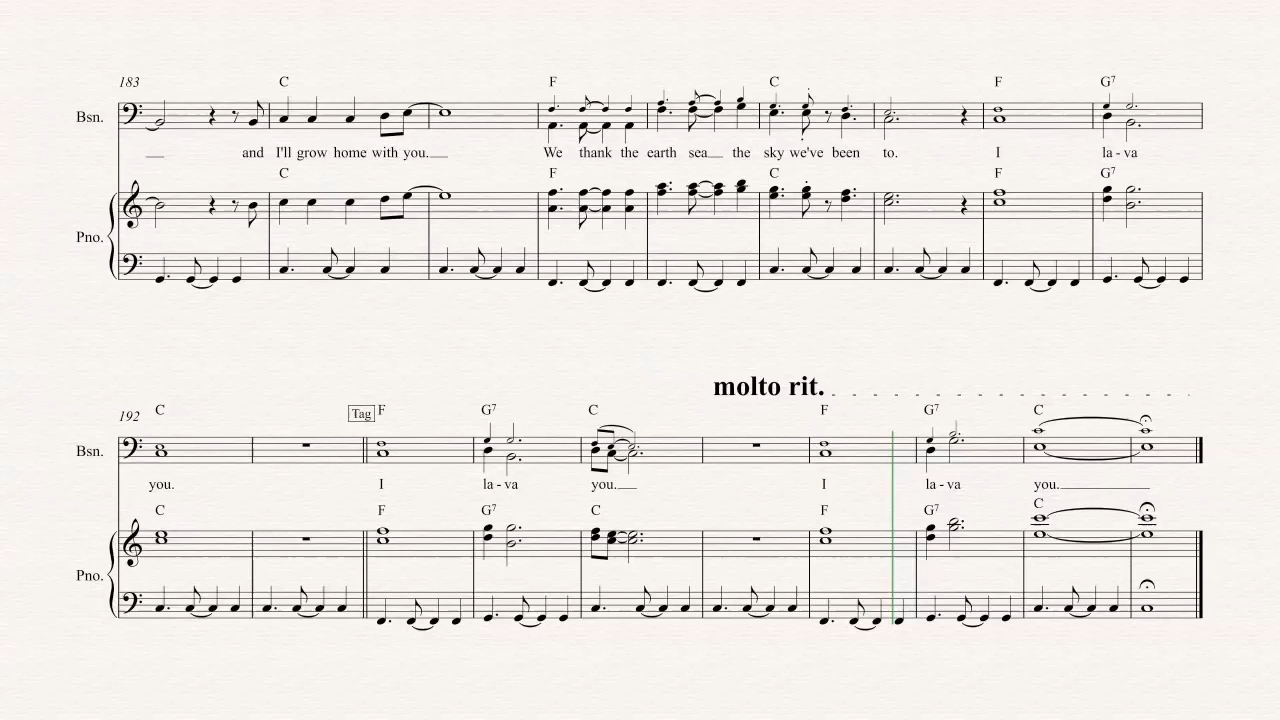 183
C F C F G7
Bsn.
and I'll grow home with you. We thank the earth sea the sky we've been to. I la - va
C F C F G7
Pno.
molto rit.
192
C Tag F G7 C F G7 C
Bsn.
you. I la - va you. I la - va you.
C F G7 C F G7 C
Pno.